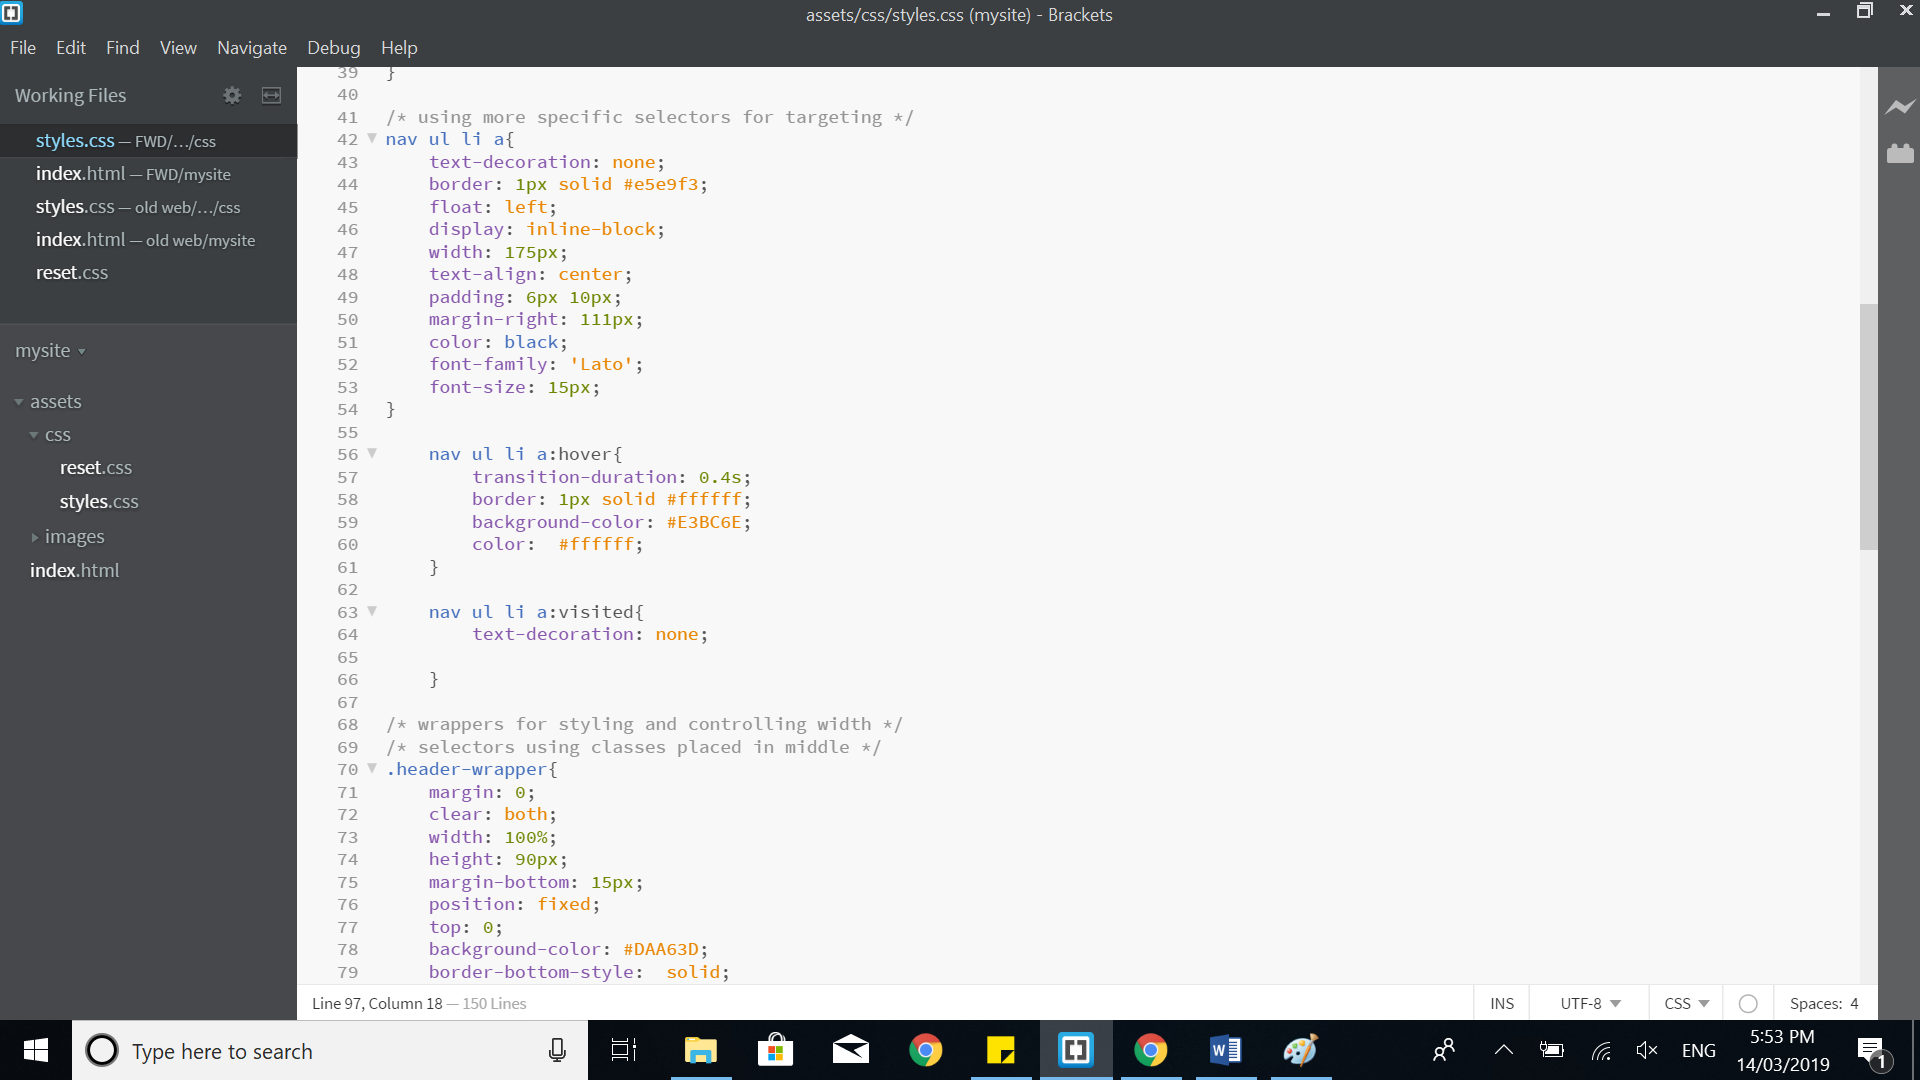 assets/css/styles.css (mysite) - Brackets
File Edit Find View Navigate Debug Help
Working Files
styles.css — FWD/…/css
index.html — FWD/mysite
styles.css — old web/…/css
index.html — old web/mysite
reset.css
mysite
assets
css
reset.css
styles.css
images
index.html
39 }
40
41 /* using more specific selectors for targeting */
42 nav ul li a{
43 text-decoration: none;
44 border: 1px solid #e5e9f3;
45 float: left;
46 display: inline-block;
47 width: 175px;
48 text-align: center;
49 padding: 6px 10px;
50 margin-right: 111px;
51 color: black;
52 font-family: 'Lato';
53 font-size: 15px;
54 }
55
56 nav ul li a:hover{
57 transition-duration: 0.4s;
58 border: 1px solid #ffffff;
59 background-color: #E3BC6E;
60 color:  #ffffff;
61 }
62
63 nav ul li a:visited{
64 text-decoration: none;
65
66 }
67
68 /* wrappers for styling and controlling width */
69 /* selectors using classes placed in middle */
70 .header-wrapper{
71 margin: 0;
72 clear: both;
73 width: 100%;
74 height: 90px;
75 margin-bottom: 15px;
76 position: fixed;
77 top: 0;
78 background-color: #DAA63D;
79 border-bottom-style:  solid;
Line 97, Column 18 — 150 Lines
INS UTF-8 CSS Spaces: 4
Type here to search
ENG
5:53 PM
14/03/2019
1